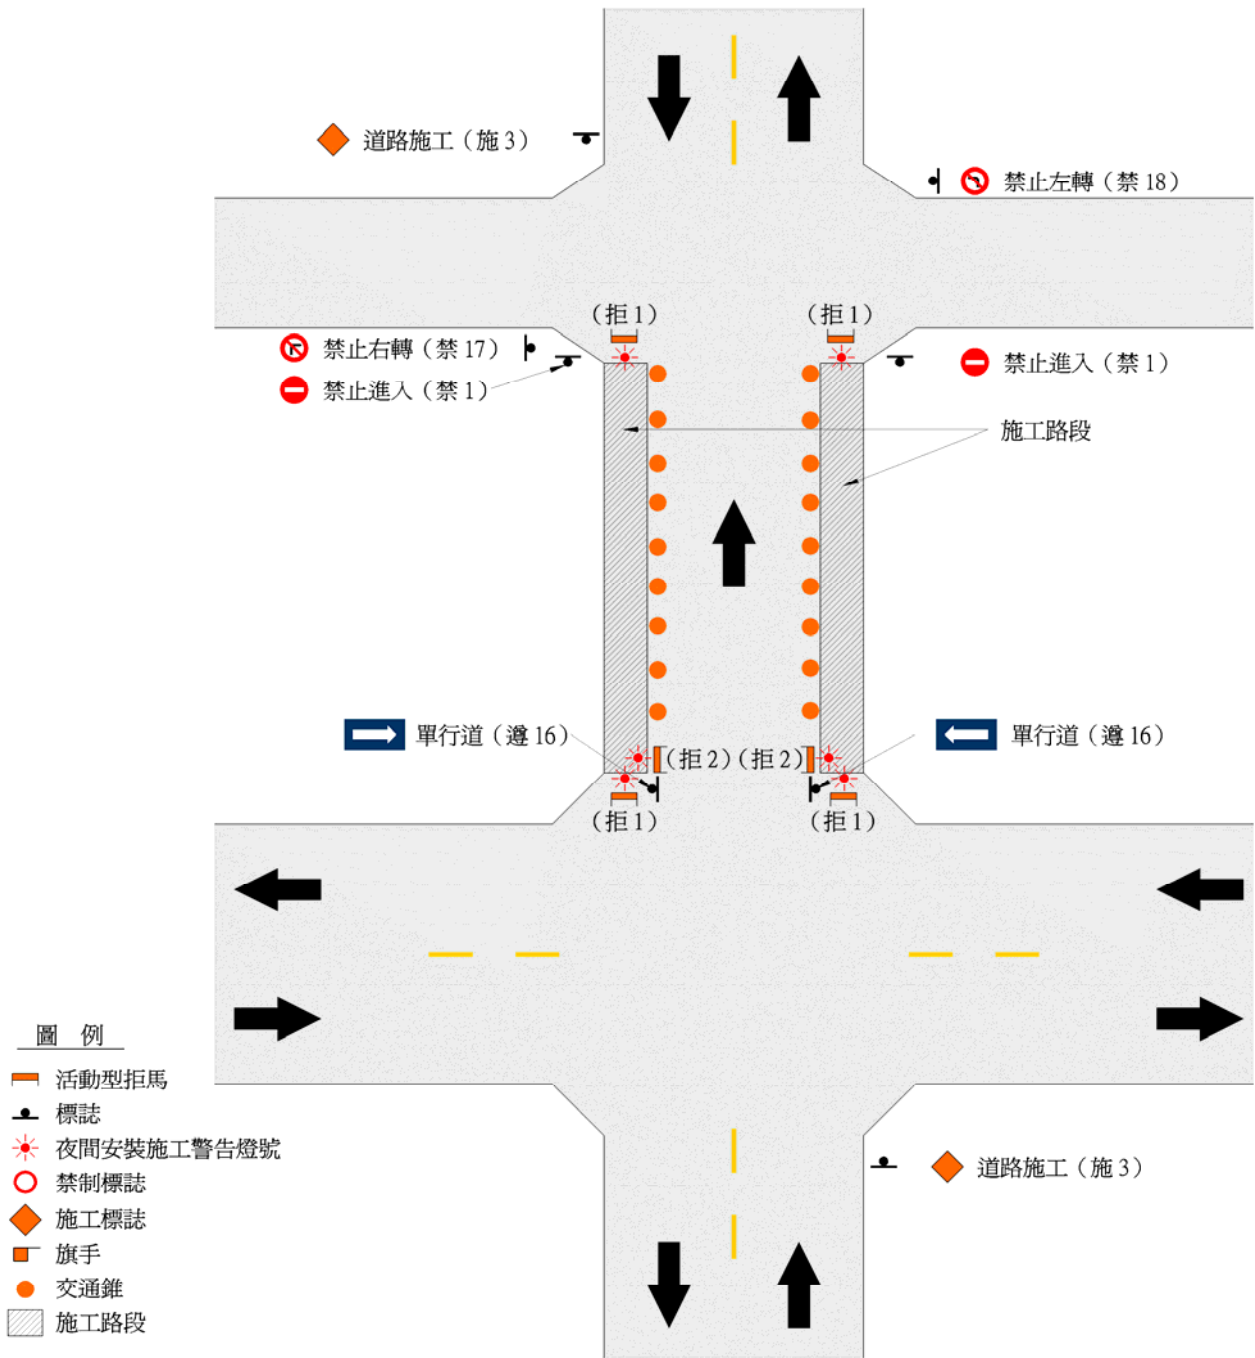 道路施工（施 3）
禁止左轉（禁 18）
（拒 1）
（拒 1）
禁止右轉（禁 17）
禁止進入（禁 1）
禁止進入（禁 1）
施工路段
單行道（遵 16）
（拒 2）（拒 2）
單行道（遵 16）
（拒 1）
（拒 1）
道路施工（施 3）
圖 例
活動型拒馬
標誌
夜間安裝施工警告燈號
禁制標誌
施工標誌
旗手
交通錐
施工路段